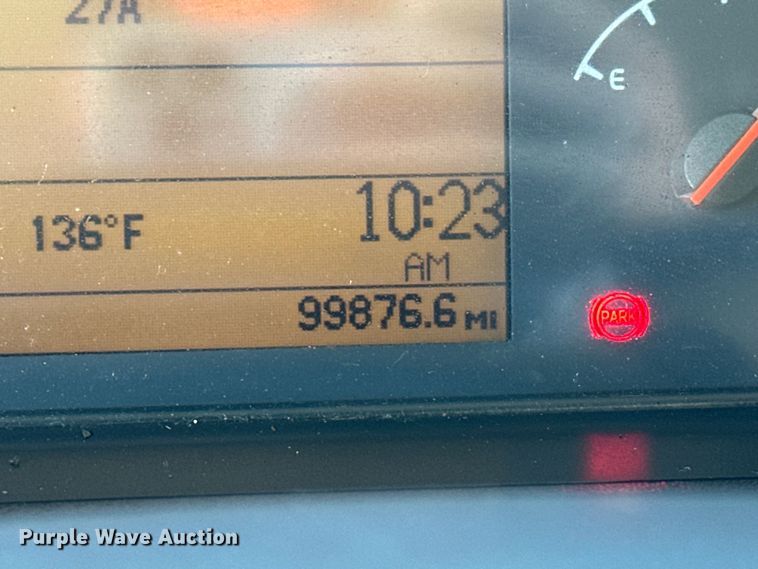 27A
E
10:23
136°F
AM
99876.6 MI
PARK
Purple Wave Auction